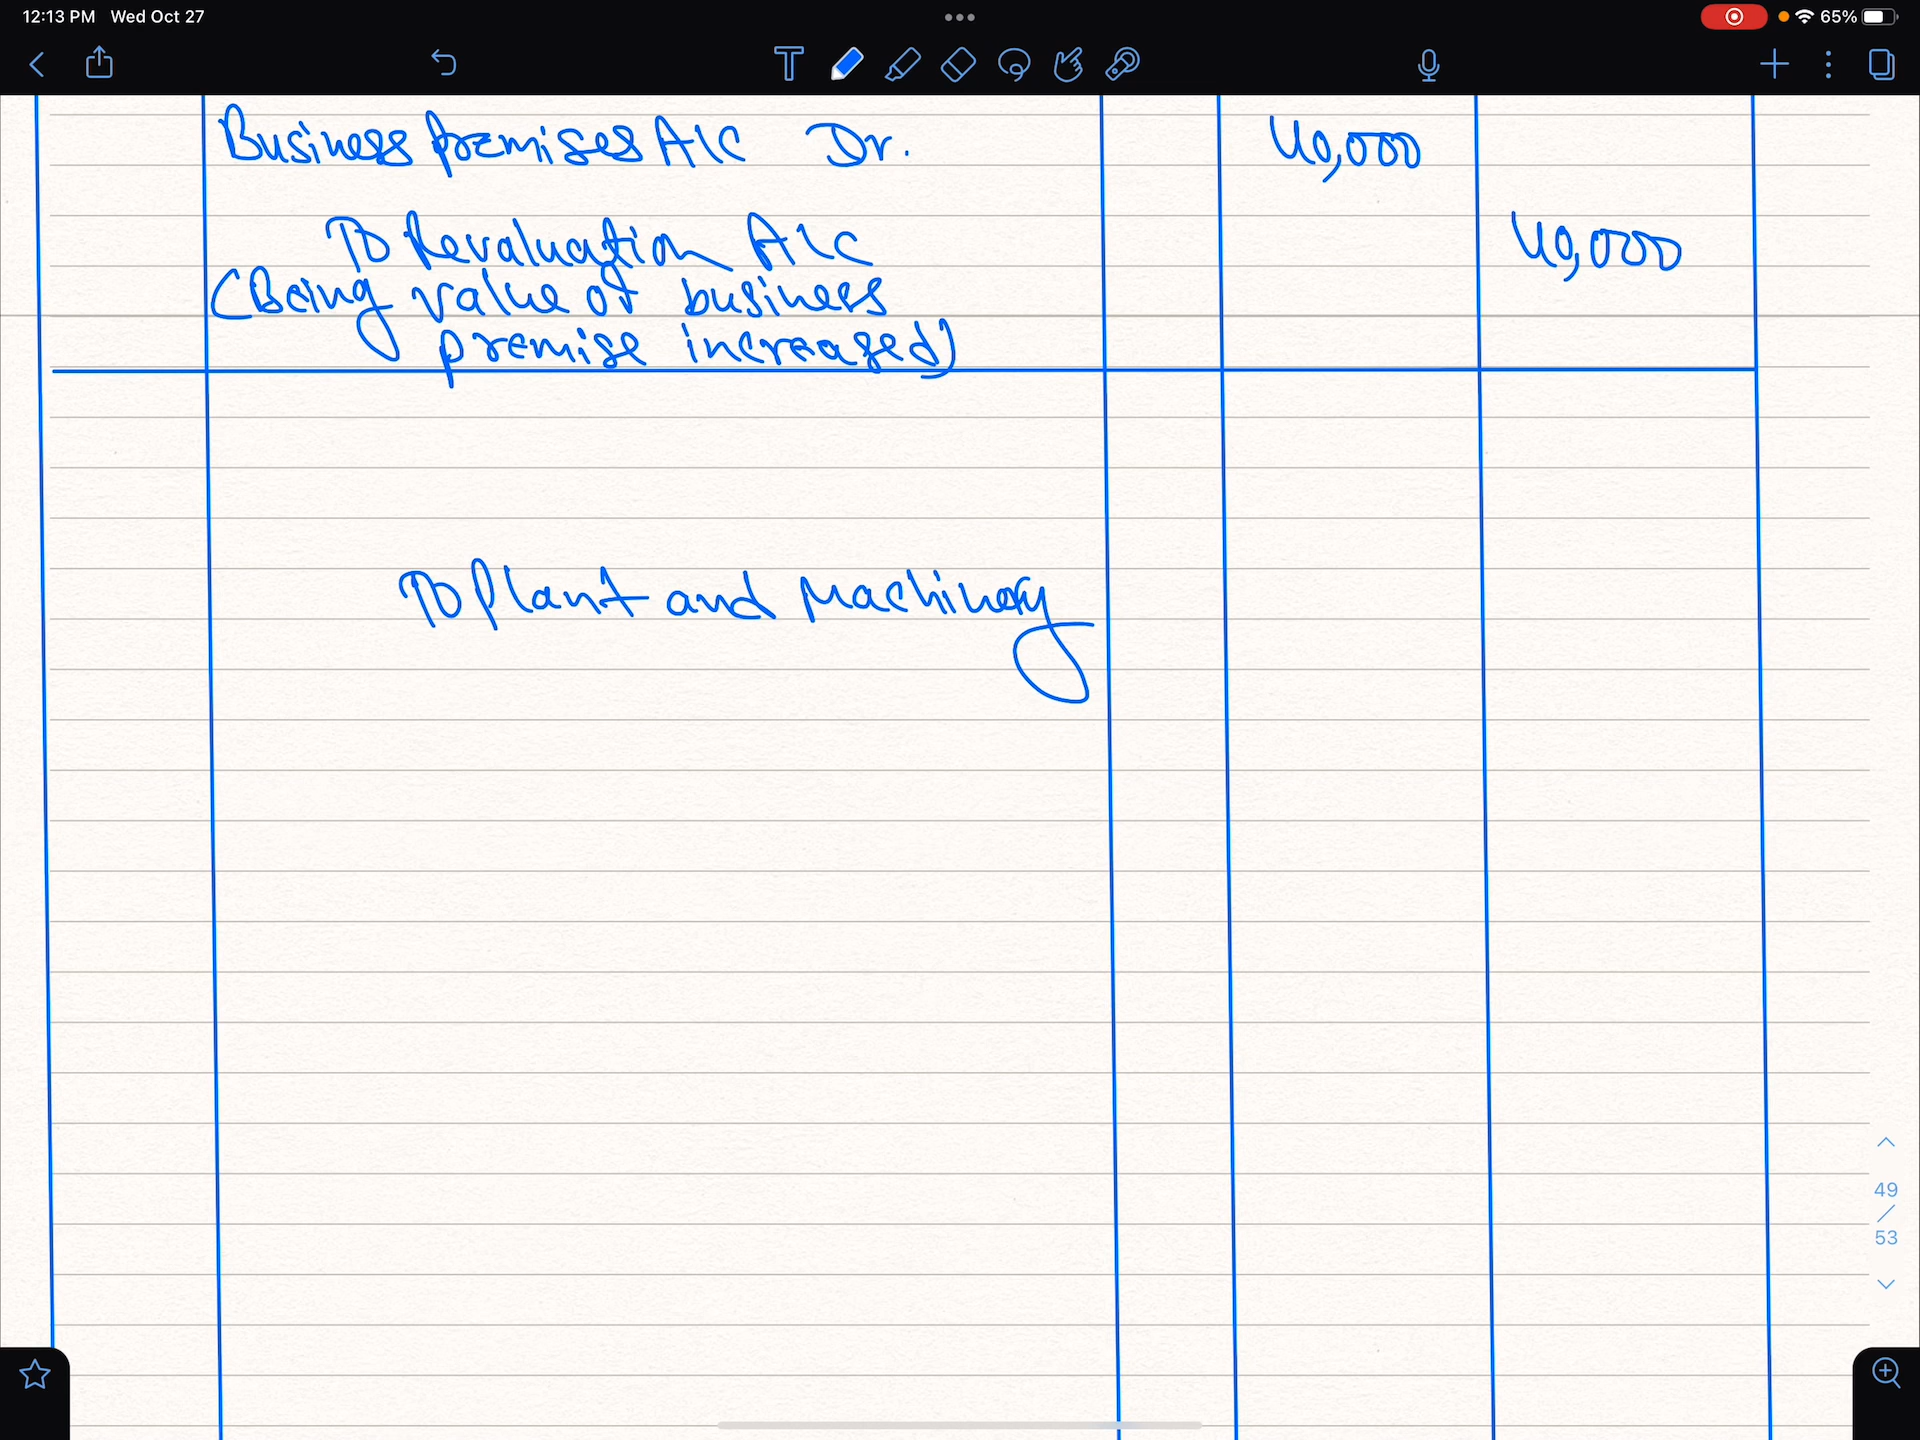 12:13 PM Wed Oct 27
65%
Business premises A/C Dr. 40,000
To Revaluation A/C 40,000
(Being value of business
premise increased)
To Plant and Machinery
49
/
53